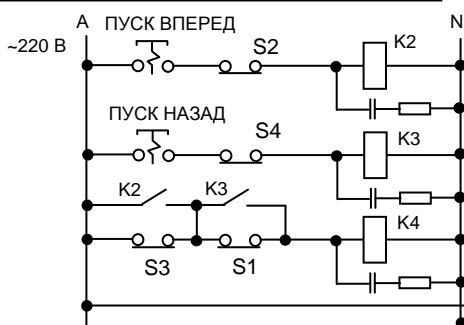 A ПУСК ВПЕРЕД N
~220 В S2 K2
ПУСК НАЗАД
S4 K3
K2 K3 K4
S3 S1